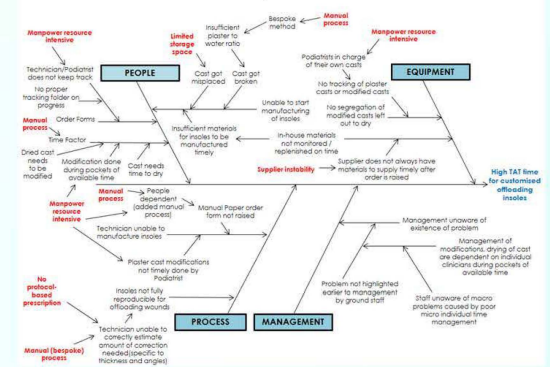 Bespoke
method
Manual
process
Insufficient
plaster to
water ratio
Limited
storage
space
Manpower resource
intensive
Manpower resource
intensive
Podiatrists in charge
of their own casts
Technician/Podiatrist
does not keep track
PEOPLE
Cast got
misplaced
Cast got
broken
EQUIPMENT
No tracking of plaster
casts or modified casts
No proper
tracking folder on
progress
Unable to start
manufacturing
of insoles
No segregation of
modified casts left
out to dry
Manual
process
Order Forms
Time Factor
Insufficient materials
for insoles to be
manufactured
timely
In-house materials
not monitored /
replenished on time
Dried cast
needs
to be
modified
Modification done
during pockets of
available time
Cast needs
time to dry
Supplier instability
Supplier does not always have
materials to supply timely after
order is raised
High TAT time
for customized
offloading
insoles
Manual
process
People
dependent
(added manual
process)
Manpower
resource
intensive
Manual Paper order
form not raised
Technician unable to
manufacture insoles
Management unaware of
existence of problem
Plaster cast modifications
not timely done by
Podiatrist
Management of
modifications, drying of cast
are dependent on individual
clinicians during pockets of
available time
No
protocol-
based
prescription
Insoles not fully
reproducible for
offloading wounds
Problem not highlighted
earlier to management
by ground staff
Staff unaware of macro
problems caused by poor
micro individual time
management
PROCESS
MANAGEMENT
Technician unable to
correctly estimate
amount of correction
needed(specific to
thickness and angles)
Manual (bespoke)
process